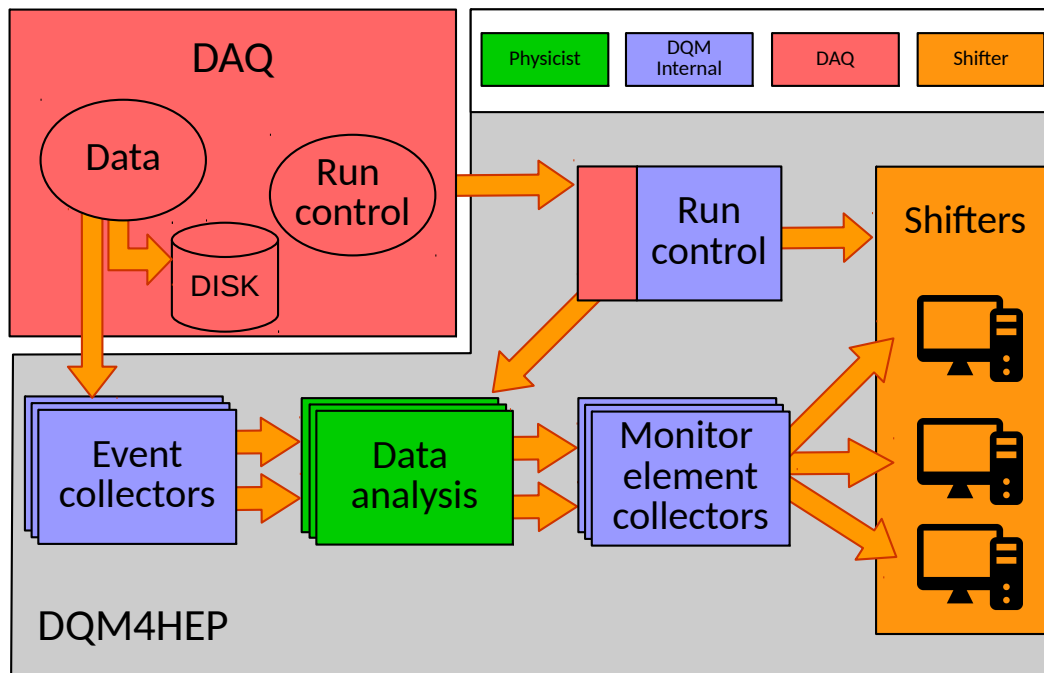 DAQ
Physicist
DQM
Internal
DAQ
Shifter
Data
Run
control
DISK
Run
control
Shifters
Event
collectors
Data
analysis
Monitor
element
collectors
DQM4HEP